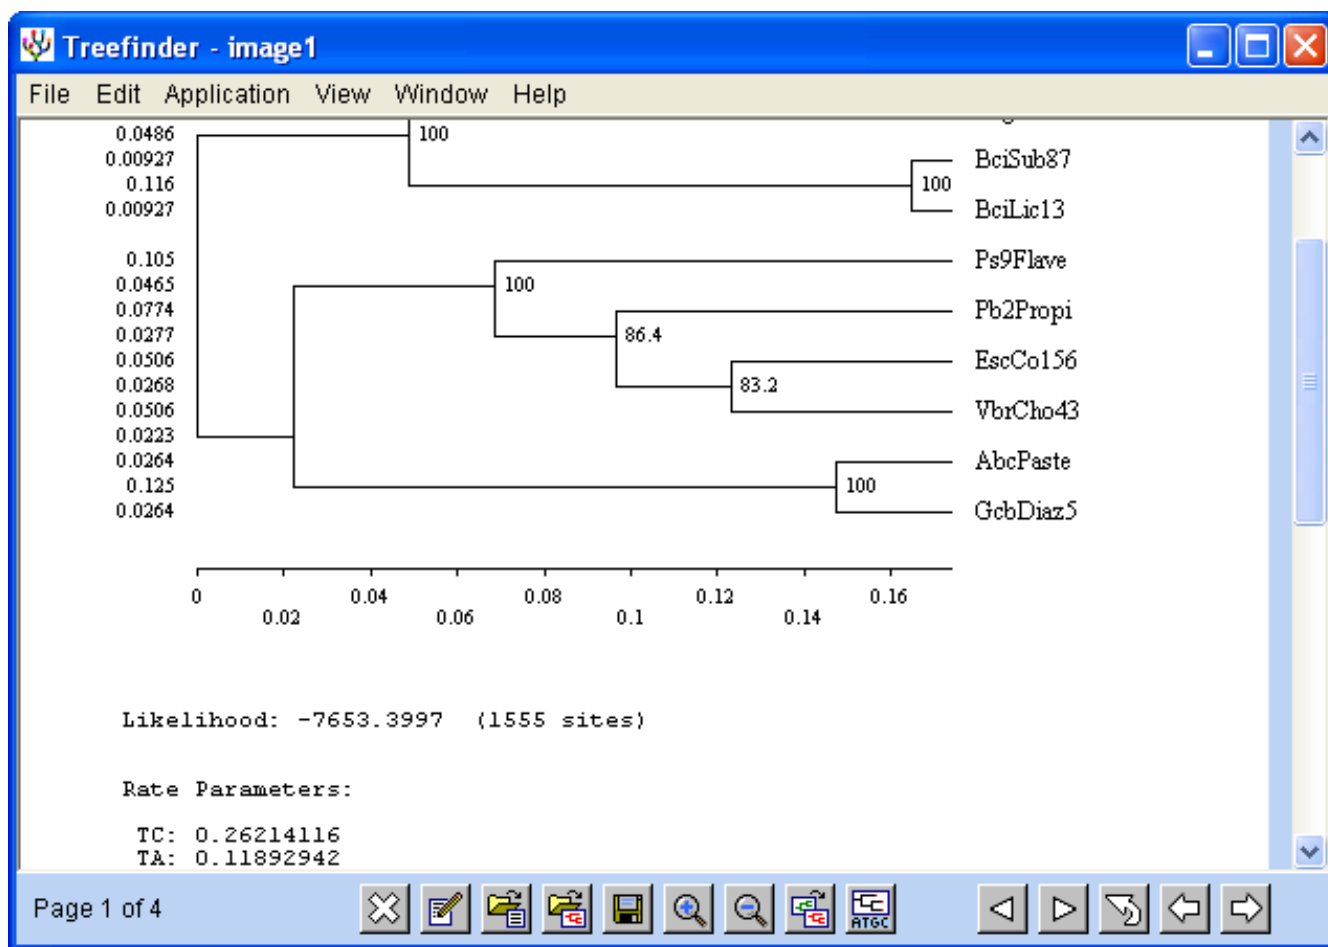 Treefinder - image1
File Edit Application View Window Help
0.0486 100
0.00927 BciSub87
0.116 100
0.00927 BciLic13
0.105 Ps9Flave
0.0465 100
0.0774 Pb2Propi
0.0277 86.4
0.0506 EscCo156
0.0268 83.2
0.0506 VbrCho43
0.0223
0.0264 AbcPaste
0.125 100
0.0264 GcbDiaz5
0 0.04 0.08 0.12 0.16
0.02 0.06 0.1 0.14
Likelihood: -7653.3997 (1555 sites)
Rate Parameters:
TC: 0.26214116
TA: 0.11892942
Page 1 of 4
ATGC